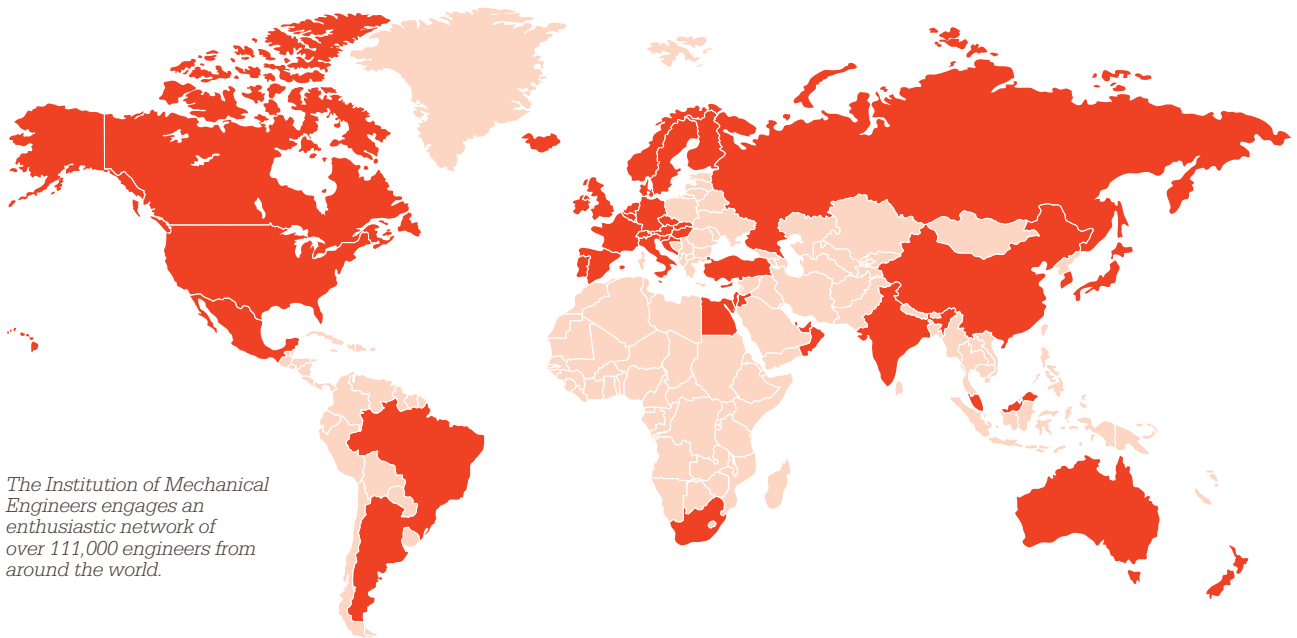 The Institution of Mechanical
Engineers engages an
enthusiastic network of
over 111,000 engineers from
around the world.